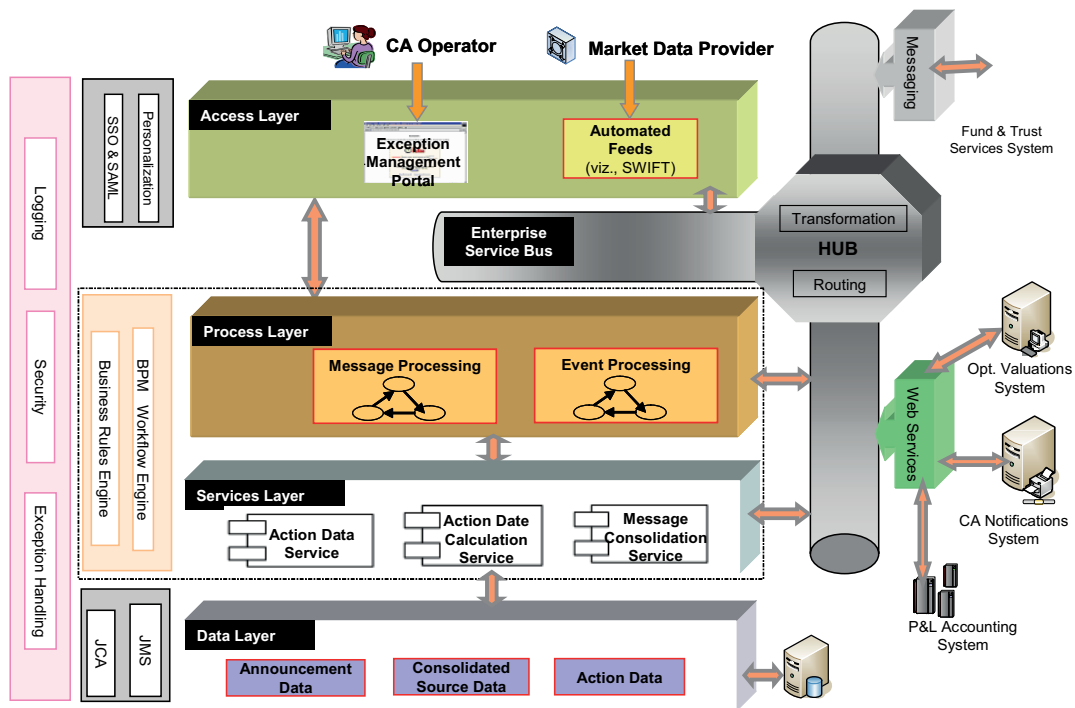 CA Operator
Market Data Provider
Messaging
Fund & Trust
Services System
Logging
Security
Exception Handling
SSO & SAML
Personalization
Access Layer
Exception
Management
Portal
Automated
Feeds
(viz., SWIFT)
Enterprise
Service Bus
Transformation
HUB
Routing
Business Rules Engine
BPM Workflow Engine
Process Layer
Message Processing
Event Processing
Opt. Valuations
System
Web Services
CA Notifications
System
P&L Accounting
System
Services Layer
Action Data
Service
Action Date
Calculation
Service
Message
Consolidation
Service
JCA
JMS
Data Layer
Announcement
Data
Consolidated
Source Data
Action Data